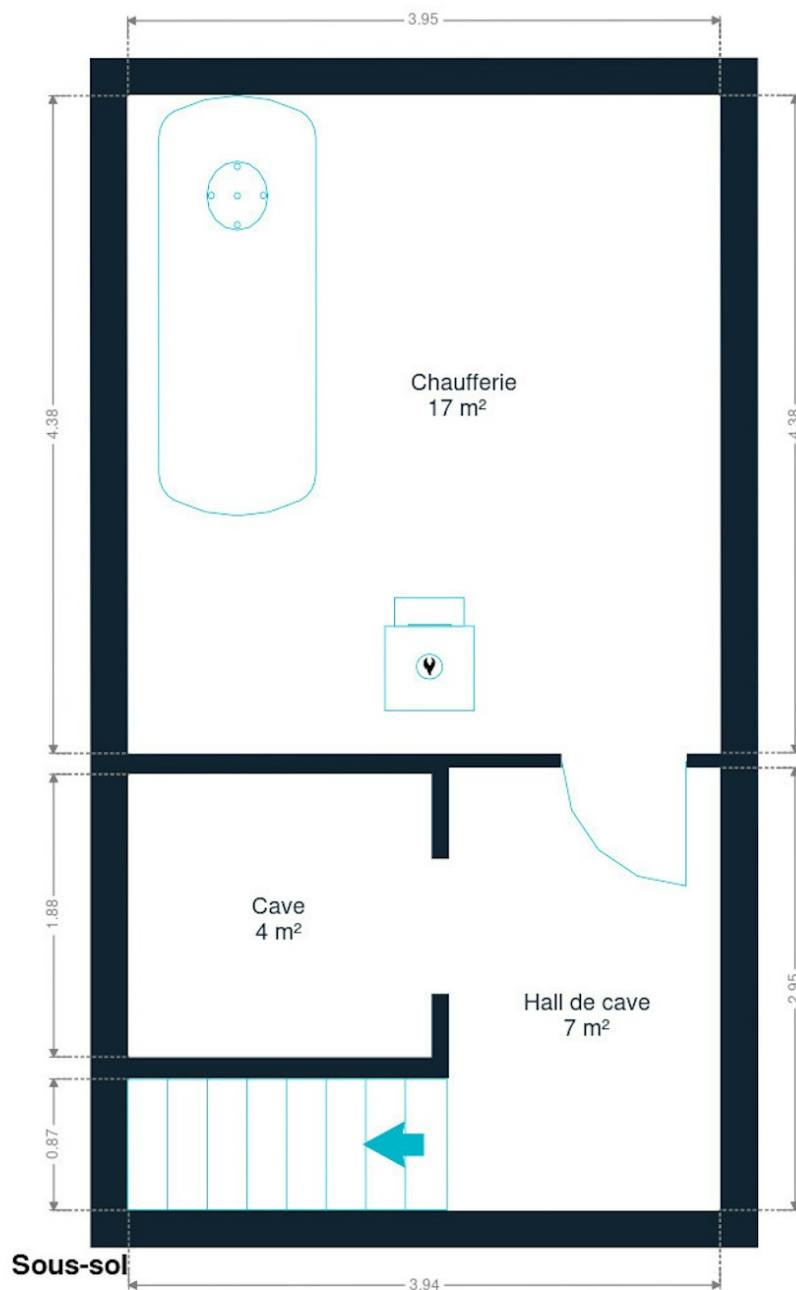 3.95
Chaufferie
17 m²
4.38
4.38
Cave
4 m²
1.88
Hall de cave
7 m²
2.95
0.87
Sous-sol
3.94